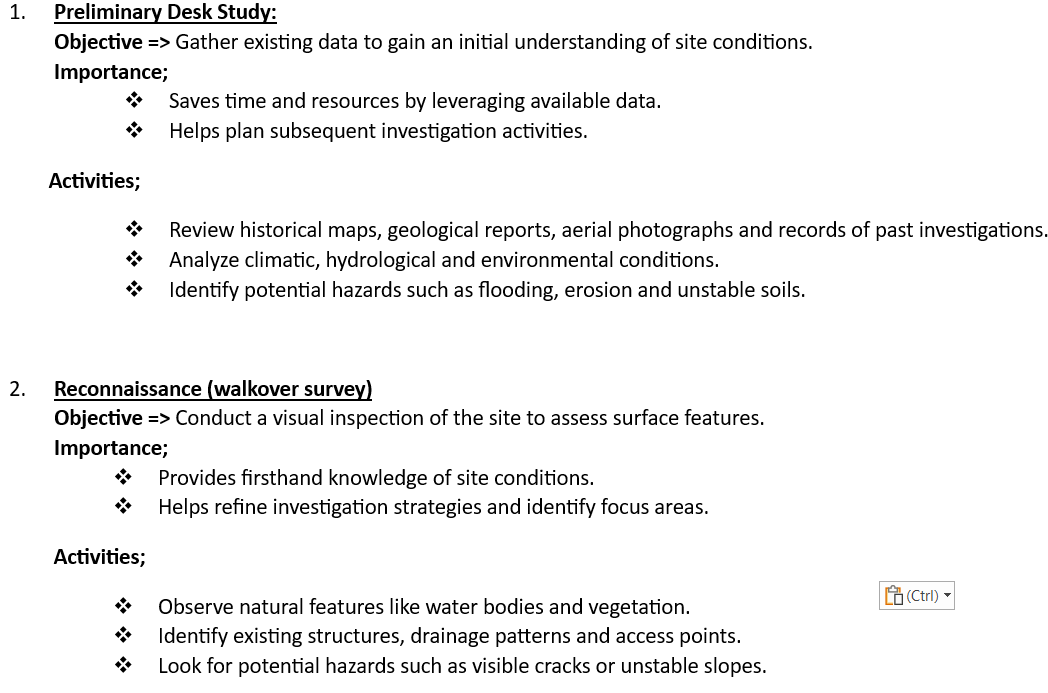 1. Preliminary Desk Study:
Objective => Gather existing data to gain an initial understanding of site conditions.
Importance;
❖ Saves time and resources by leveraging available data.
❖ Helps plan subsequent investigation activities.
Activities;
❖ Review historical maps, geological reports, aerial photographs and records of past investigations.
❖ Analyze climatic, hydrological and environmental conditions.
❖ Identify potential hazards such as flooding, erosion and unstable soils.
2. Reconnaissance (walkover survey)
Objective => Conduct a visual inspection of the site to assess surface features.
Importance;
❖ Provides firsthand knowledge of site conditions.
❖ Helps refine investigation strategies and identify focus areas.
Activities;
(Ctrl)
❖ Observe natural features like water bodies and vegetation.
❖ Identify existing structures, drainage patterns and access points.
❖ Look for potential hazards such as visible cracks or unstable slopes.